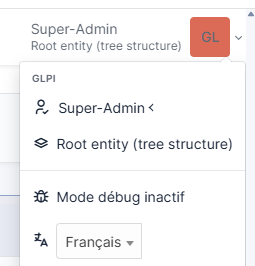 Super-Admin
Root entity (tree structure)
GL
GLPI
Super-Admin
Root entity (tree structure)
Mode débug inactif
Français